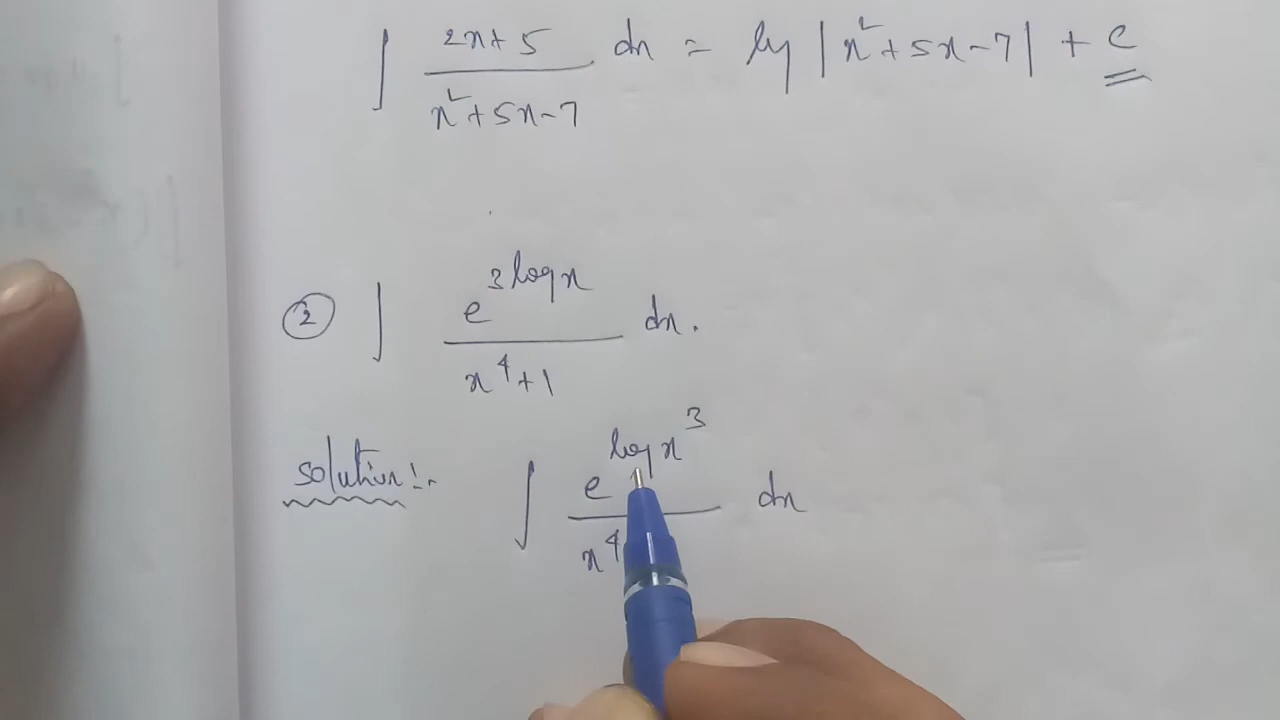 ∫ (2x+5)/(x²+5x-7) dx = log |x²+5x-7| + c
② ∫ e^(3 log x)/(x⁴+1) dx.
Solution:- ∫ e^(log x³)/x⁴ dx